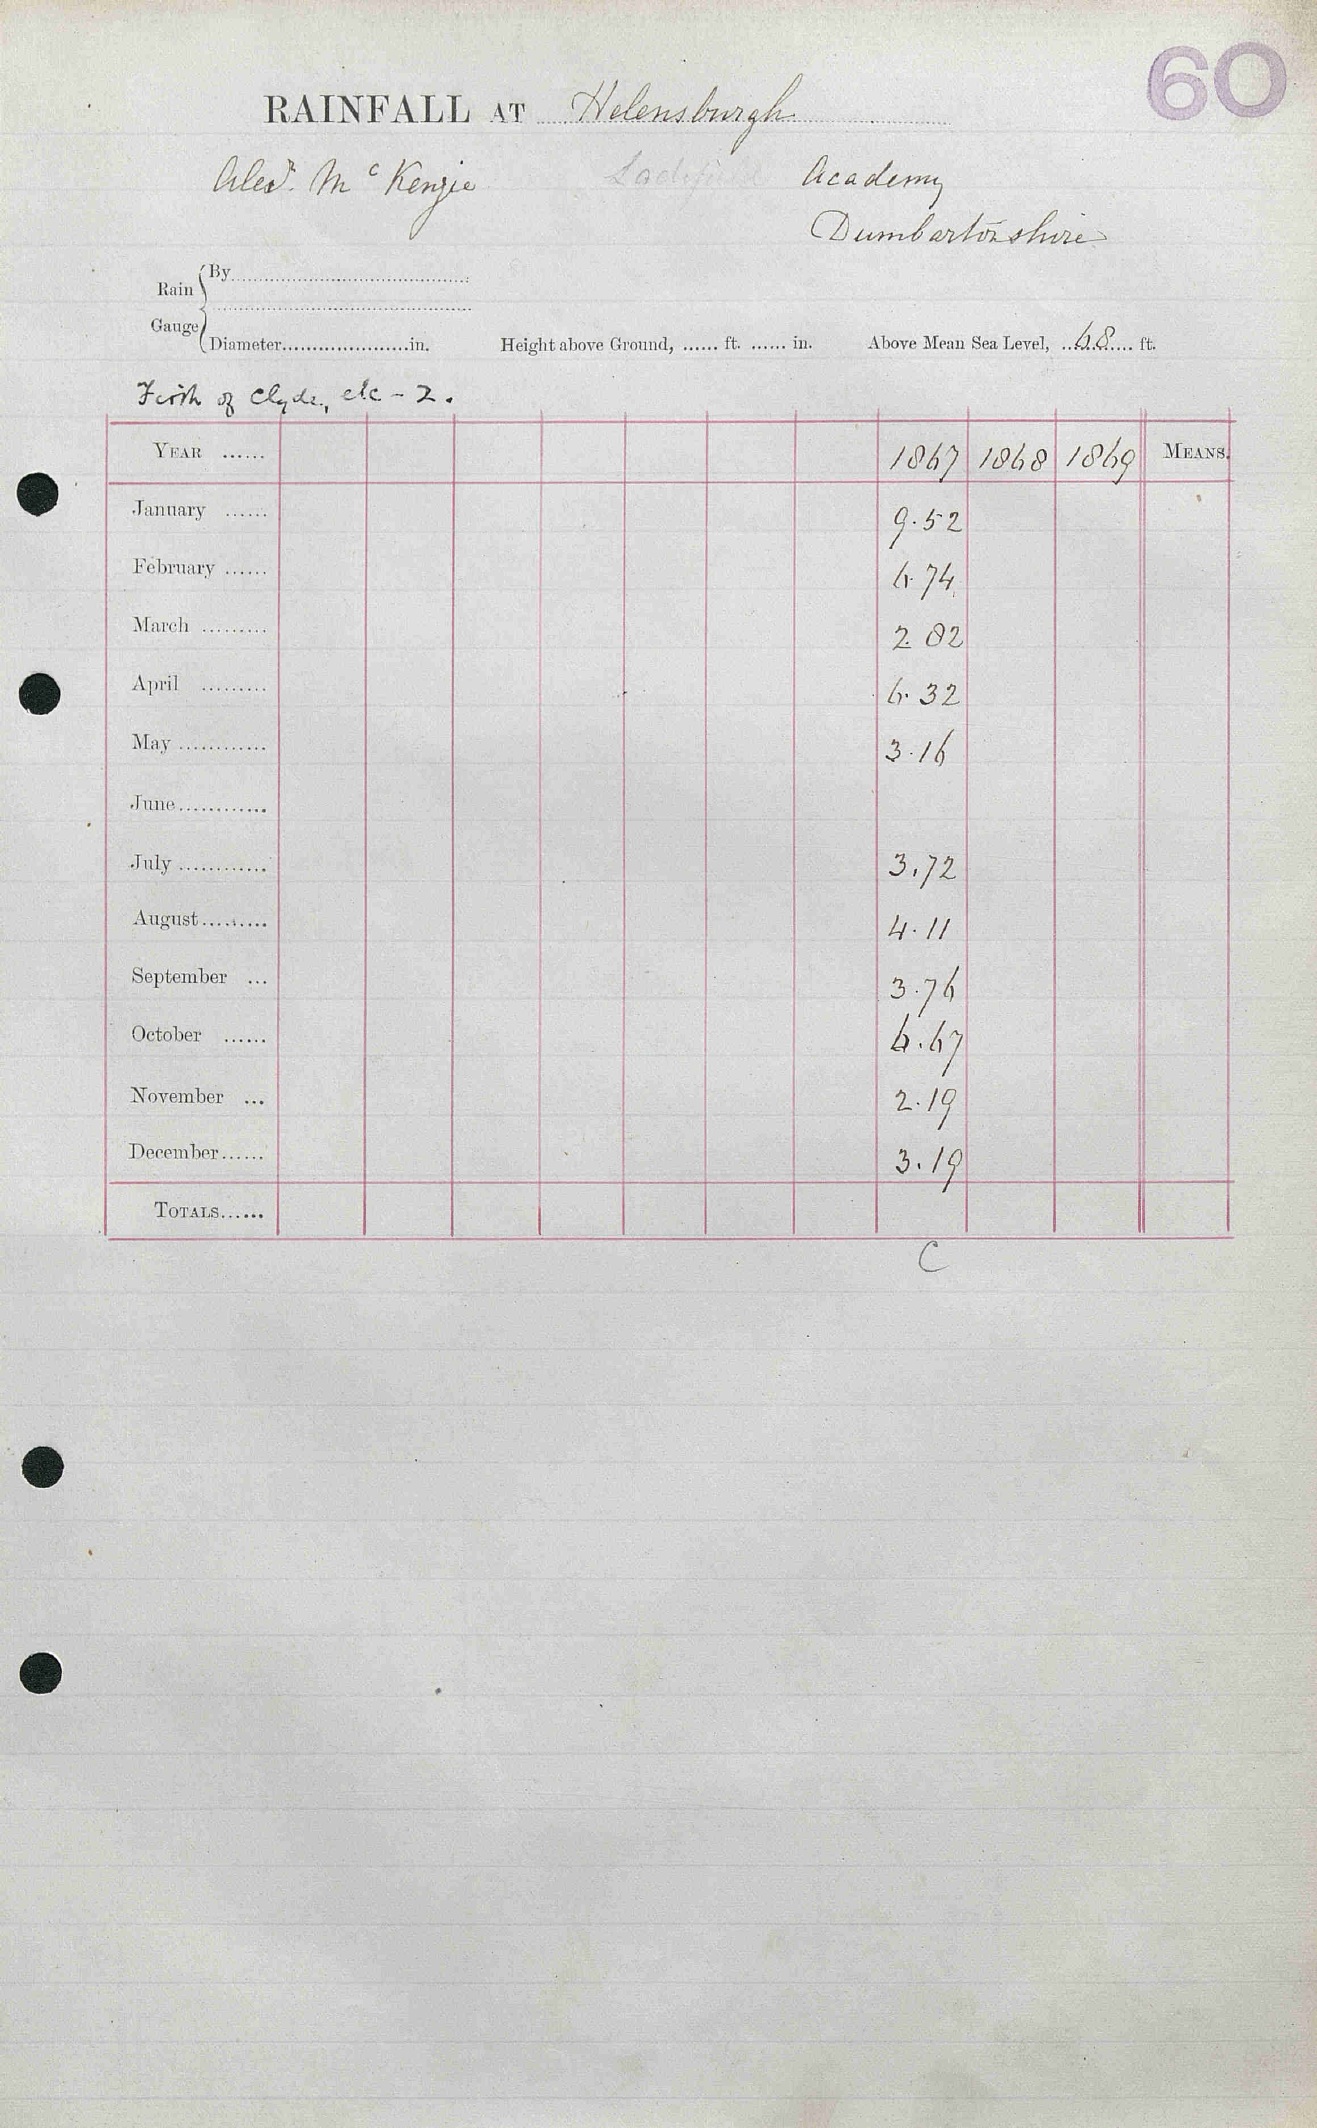 60
RAINFALL AT Helensburgh
Alexr. McKenzie Academy
Dumbartonshire
Rain Gauge
By
Diameter in. Height above Ground, ...... ft. ...... in. Above Mean Sea Level, 68 ft.
Firth of Clyde, etc - 2.
YEAR ...... 1867 1868 1869 MEANS.
January ...... 9.52
February ...... 6.74
March ......... 2.82
April ......... 6.32
May ............ 3.16
June ............
July ............ 3.72
August ......... 4.11
September ... 3.76
October ...... 6.67
November ... 2.19
December ...... 3.19
TOTALS ......
C